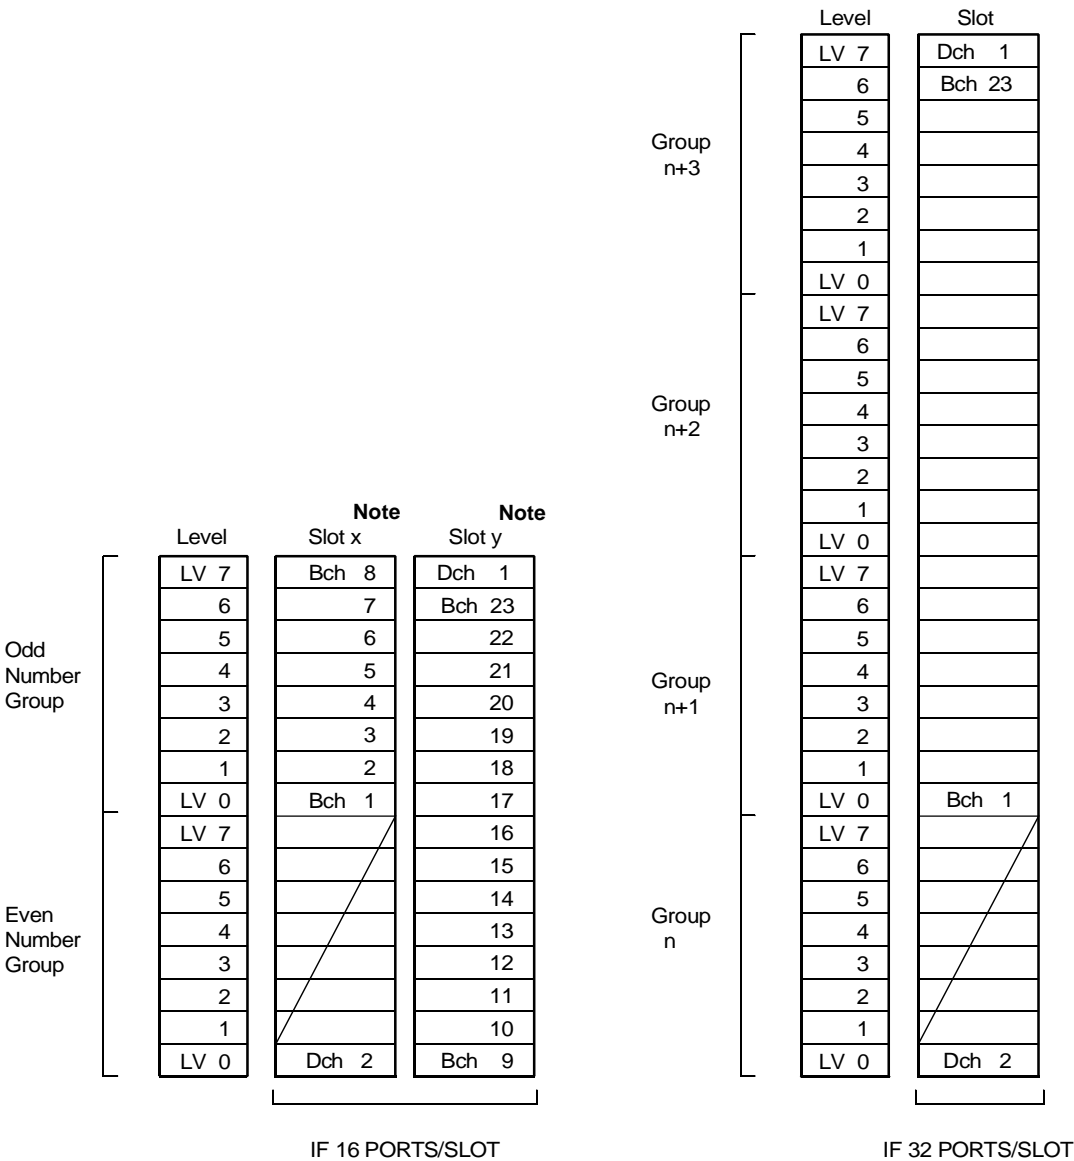 Level Slot
LV 7 Dch 1
6 Bch 23
5
Group 4
n+3 3
2
1
LV 0
LV 7
6
5
Group 4
n+2 3
2
1
LV 0
LV 7
6
5
Group 4
n+1 3
2
1
LV 0 Bch 1
LV 7
6
5
Group 4
n 3
2
1
LV 0 Dch 2
IF 32 PORTS/SLOT
Note Note
Level Slot x Slot y
LV 7 Bch 8 Dch 1
6 7 Bch 23
Odd 5 6 22
Number 4 5 21
Group 3 4 20
2 3 19
1 2 18
LV 0 Bch 1 17
LV 7 16
6 15
Even 5 14
Number 4 13
Group 3 12
2 11
1 10
LV 0 Dch 2 Bch 9
IF 16 PORTS/SLOT